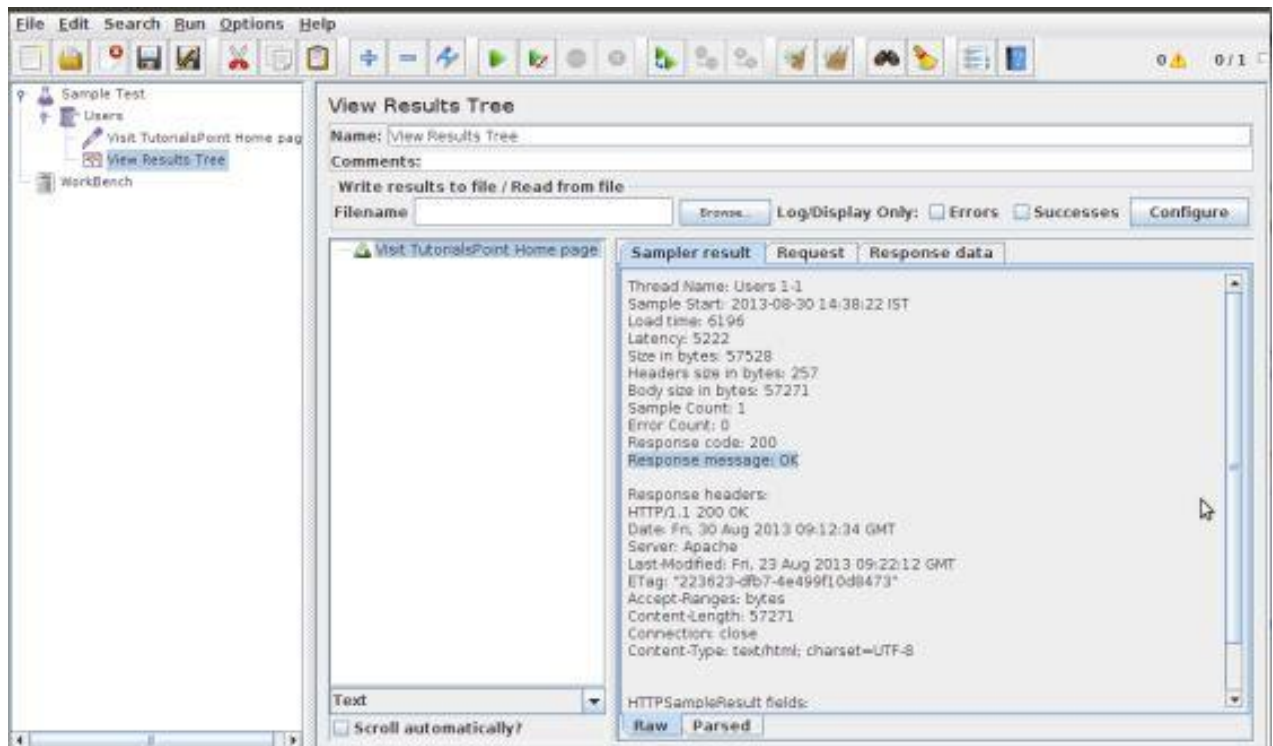 File Edit Search Run Options Help
0 0/1
Sample Test
Users
Visit TutorialsPoint Home pag
View Results Tree
WorkBench
View Results Tree
Name: View Results Tree
Comments:
Write results to file / Read from file
Filename Browse... Log/Display Only: Errors Successes Configure
Visit TutorialsPoint Home page
Sampler result Request Response data
Thread Name: Users 1-1
Sample Start: 2013-08-30 14:38:22 IST
Load time: 6196
Latency: 5222
Size in bytes: 57528
Headers size in bytes: 257
Body size in bytes: 57271
Sample Count: 1
Error Count: 0
Response code: 200
Response message: OK
Response headers:
HTTP/1.1 200 OK
Date: Fri, 30 Aug 2013 09:12:34 GMT
Server: Apache
Last-Modified: Fri, 23 Aug 2013 09:22:12 GMT
ETag: "223623-dfb7-4e499f10d8473"
Accept-Ranges: bytes
Content-Length: 57271
Connection: close
Content-Type: text/html; charset=UTF-8
HTTPSampleResult fields:
Text
Scroll automatically?
Raw Parsed